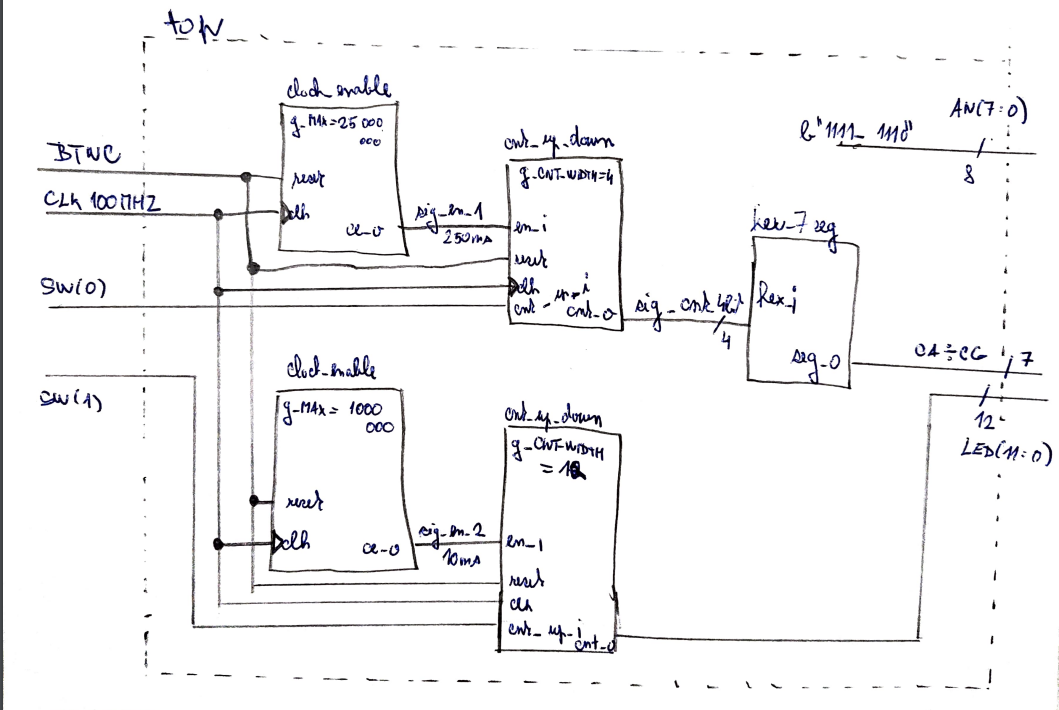 top
clock_enable
g_MAX=25 000
000
reset
clk
ce_o
BTNC
CLK 100MHZ
SW(0)
SW(1)
sig_en_1
250ms
cnt_up_down
g_CNT_WIDTH=4
en_i
reset
clk
cnt_up_i
cnt_o
sig_cnt 4bit
4
hex_7seg
hex_i
seg_o
b"1111_1110"
AN(7:0)
8
CA÷CG
7
12
LED(11:0)
clock_enable
g_MAX = 1000
000
reset
clk
ce_o
sig_en_2
10ms
cnt_up_down
g_CNT_WIDTH
= 12
en_i
reset
clk
cnt_up_i
cnt_o